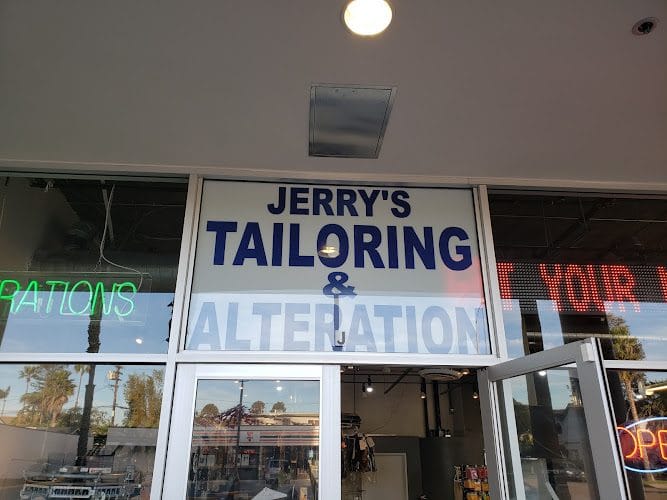 JERRY'S
TAILORING
&
ALTERATION
RATIONS
YOUR
OPE